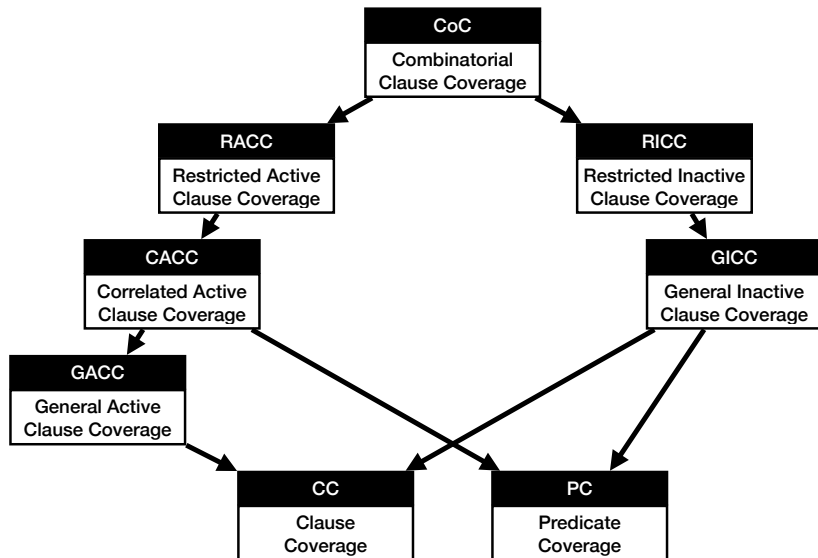 CoC
Combinatorial
Clause Coverage
RACC
Restricted Active
Clause Coverage
RICC
Restricted Inactive
Clause Coverage
CACC
Correlated Active
Clause Coverage
GICC
General Inactive
Clause Coverage
GACC
General Active
Clause Coverage
CC
Clause
Coverage
PC
Predicate
Coverage